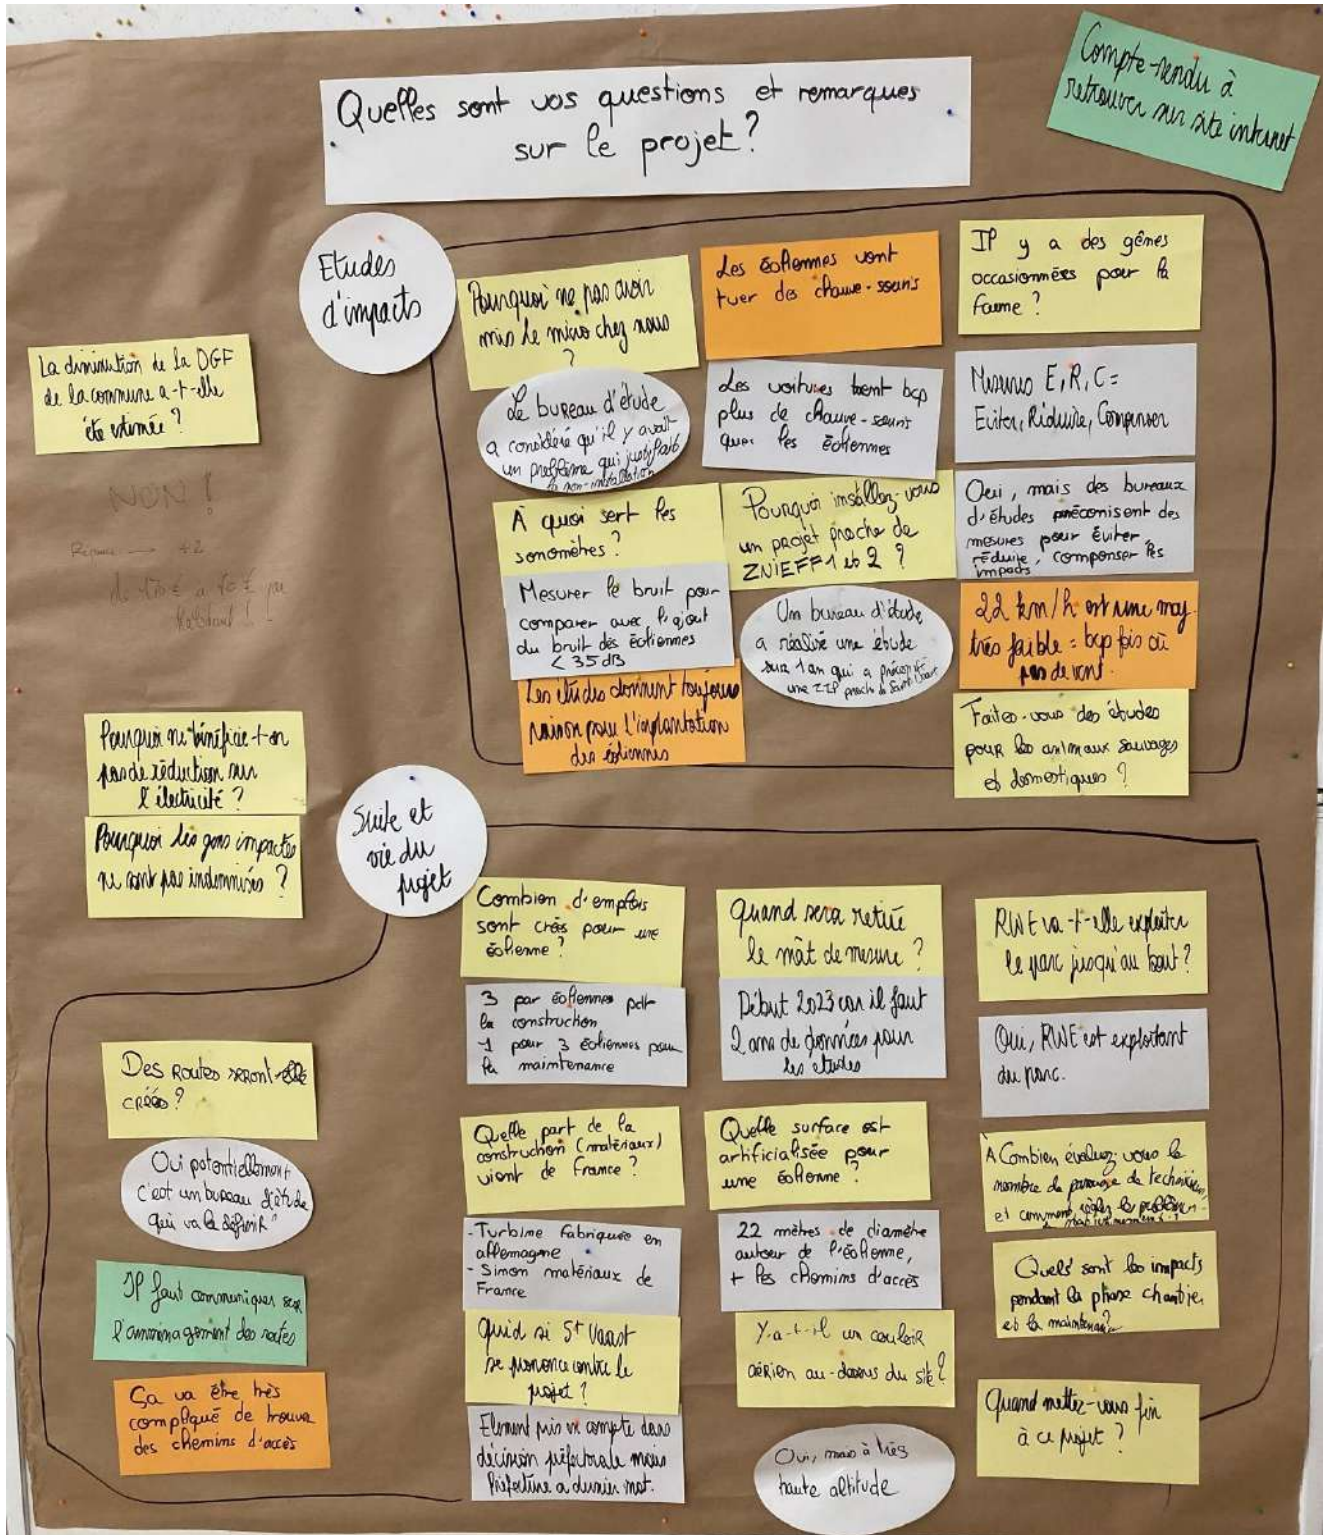 Quelles sont vos questions et remarques
sur le projet?
Compte-rendu à
retrouver sur site internet
Etudes
d'impacts
Pourquoi ne pas avoir
mis le micro chez nous
?
Le bureau d'étude
a considéré qu'il y avait
un problème qui justifiait
la non-installation
À quoi sert les
sonomètres?
Mesurer le bruit pour
comparer avec l'ajout
du bruit des éoliennes
< 35 dB
Les études donnent toujours
raison pour l'implantation
des éoliennes
Les éoliennes vont
tuer des chauve-souris
Les voitures tuent bcp
plus de chauve-souris
que les éoliennes
Pourquoi installez-vous
un projet proche de
ZNIEFF 1 et 2 ?
Un bureau d'étude
a réalisé une étude
sur 1 an qui a préconisé
une ZIP proche de Saint Vaast
Il y a des gênes
occasionnées pour la
faune ?
Mesures E, R, C =
Eviter, Réduire, Compenser
Oui, mais des bureaux
d'études préconisent des
mesures pour éviter,
réduire, compenser les
impacts
22 km/h est une moy.
très faible = bcp fois où
pas de vent.
Faites-vous des études
pour les animaux sauvages
et domestiques ?
La diminution de la DGF
de la commune a-t-elle
été estimée ?
NON !
Pourquoi ne bénéficie-t-on
pas de réduction sur
l'électricité ?
Pourquoi les gens impactés
ne sont pas indemnisés ?
Suite et
vie du
projet
Des routes seront-elle
créés ?
Oui potentiellement
c'est un bureau d'étude
qui va le définir"
Il faut communiquer sur
l'aménagement des routes
Ça va être très
compliqué de trouver
des chemins d'accès
Combien d'emplois
sont créés pour une
éolienne ?
3 par éoliennes pdt
la construction
1 pour 3 éoliennes pour
la maintenance
Quelle part de la
construction (matériaux)
vient de France ?
- Turbine fabriquée en
allemagne
- Sinon matériaux de
France
Quid si St Vaast
se prononce contre le
projet ?
Element pris en compte dans
décision préfectorale mais
Préfecture a dernier mot.
Quand sera retiré
le mât de mesure ?
Début 2023 car il faut
2 ans de données pour
les études
Quelle surface est
artificialisée pour
une éolienne ?
22 mètres de diamètre
autour de l'éolienne,
+ les chemins d'accès
Y-a-t-il un couloir
aérien au-dessus du site ?
Oui, mais à très
haute altitude
RWE va-t-elle exploiter
le parc jusqu'au bout ?
Oui, RWE est exploitant
du parc.
À Combien évaluez-vous le
nombre de passage de techniciens,
et comment réglez le problème
Quels sont les impacts
pendant la phase chantier
et la maintenance ?
Quand mettez-vous fin
à ce projet ?